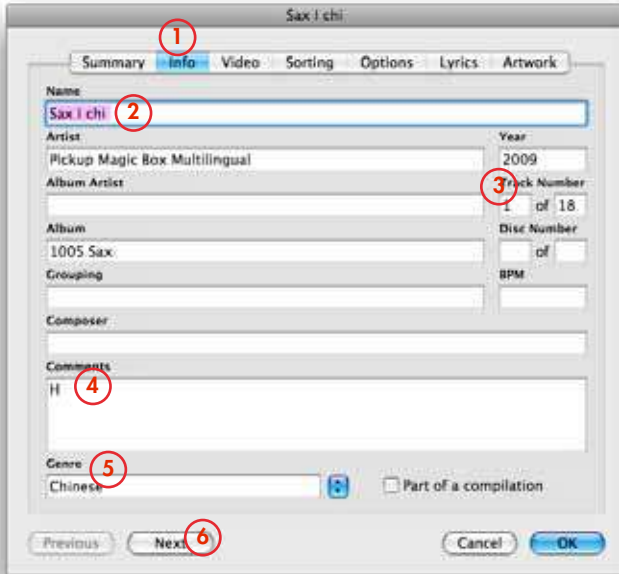 Sax I chi
1
Summary Info Video Sorting Options Lyrics Artwork
Name
Sax I chi 2
Artist Year
Pickup Magic Box Multilingual 2009
Album Artist 3 Track Number
1 of 18
Album Disc Number
1005 Sax of
Grouping BPM
Composer
Comments
H 4
Genre 5
Chinese Part of a compilation
Previous Next 6 Cancel OK